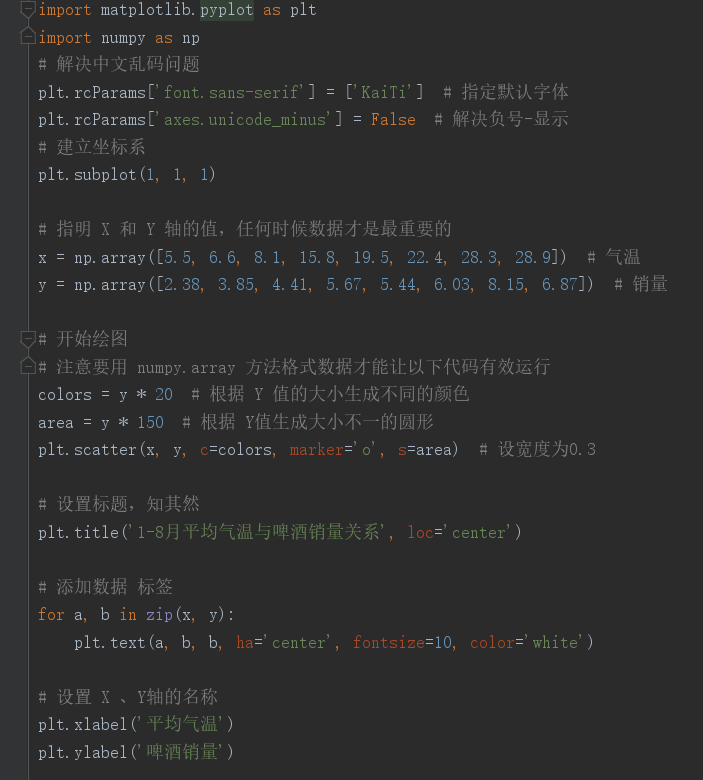 import matplotlib.pyplot as plt
import numpy as np
# 解决中文乱码问题
plt.rcParams['font.sans-serif'] = ['KaiTi']  # 指定默认字体
plt.rcParams['axes.unicode_minus'] = False  # 解决负号-显示
# 建立坐标系
plt.subplot(1, 1, 1)
# 指明 X 和 Y 轴的值，任何时候数据才是最重要的
x = np.array([5.5, 6.6, 8.1, 15.8, 19.5, 22.4, 28.3, 28.9])  # 气温
y = np.array([2.38, 3.85, 4.41, 5.67, 5.44, 6.03, 8.15, 6.87])  # 销量
# 开始绘图
# 注意要用 numpy.array 方法格式数据才能让以下代码有效运行
colors = y * 20  # 根据 Y 值的大小生成不同的颜色
area = y * 150  # 根据 Y值生成大小不一的圆形
plt.scatter(x, y, c=colors, marker='o', s=area)  # 设宽度为0.3
# 设置标题，知其然
plt.title('1-8月平均气温与啤酒销量关系', loc='center')
# 添加数据 标签
for a, b in zip(x, y):
    plt.text(a, b, b, ha='center', fontsize=10, color='white')
# 设置 X 、Y轴的名称
plt.xlabel('平均气温')
plt.ylabel('啤酒销量')